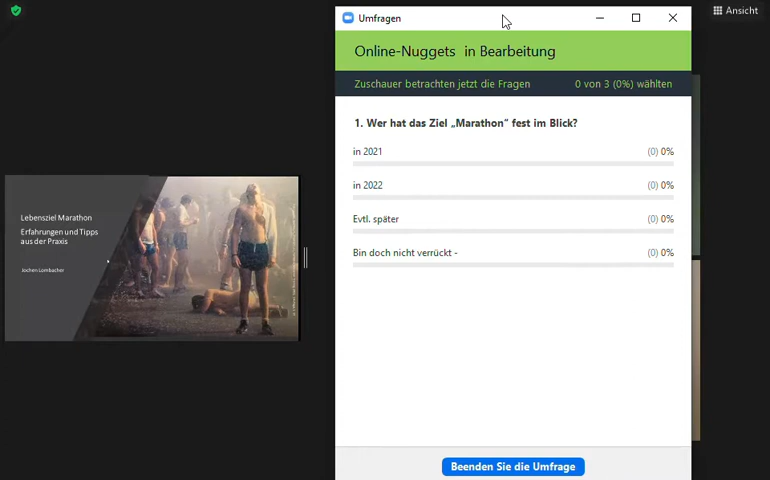 Umfragen
Ansicht
Online-Nuggets in Bearbeitung
Zuschauer betrachten jetzt die Fragen 0 von 3 (0%) wählten
1. Wer hat das Ziel „Marathon“ fest im Blick?
in 2021 (0) 0%
in 2022 (0) 0%
Evtl. später (0) 0%
Bin doch nicht verrückt - (0) 0%
Beenden Sie die Umfrage
Lebensziel Marathon
Erfahrungen und Tipps
aus der Praxis
Jochen Lombacher